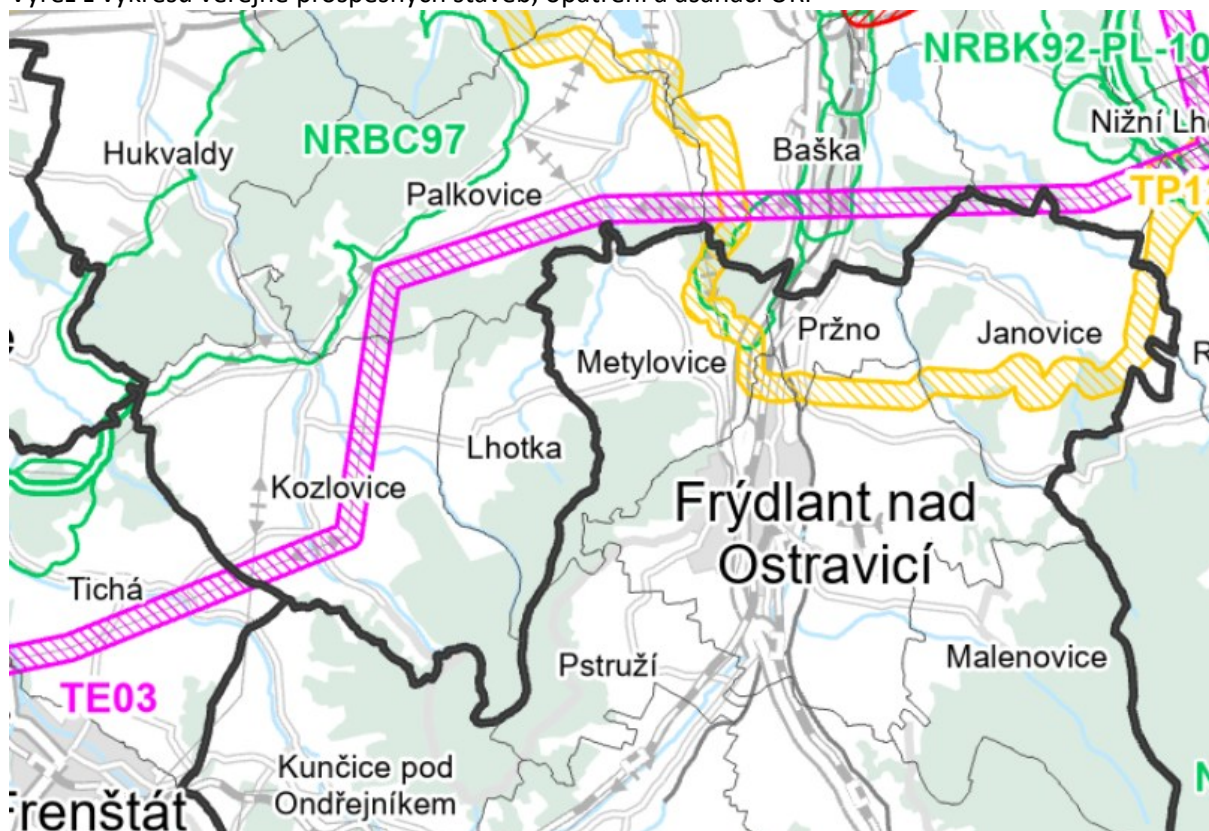 NRBK92-PL-10
Nižní Lh
Hukvaldy
NRBC97
Baška
Palkovice
TP12
Pržno
Janovice
Metylovice
R
Lhotka
Kozlovice
Frýdlant nad
Ostravicí
Tichá
Pstruží
Malenovice
TE03
Kunčice pod
Ondřejníkem
Frenštát
N